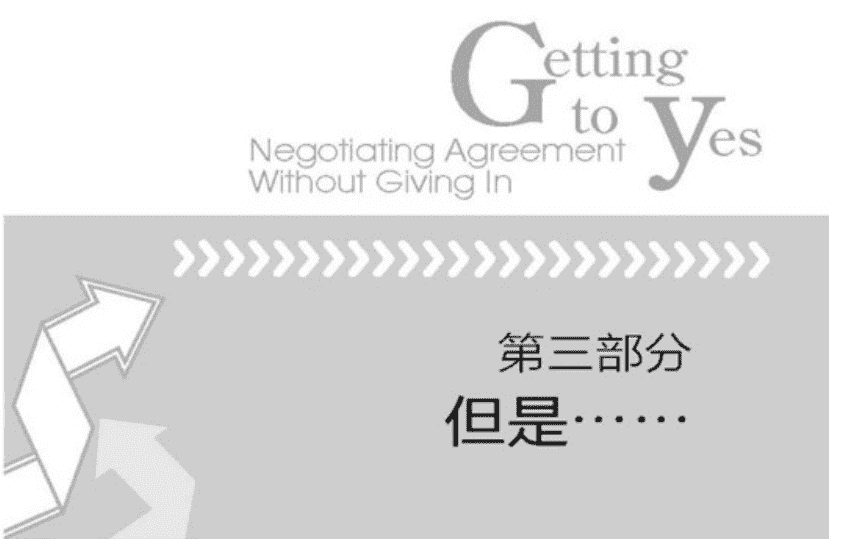 Getting
to Yes
Negotiating Agreement
Without Giving In
第三部分
但是……